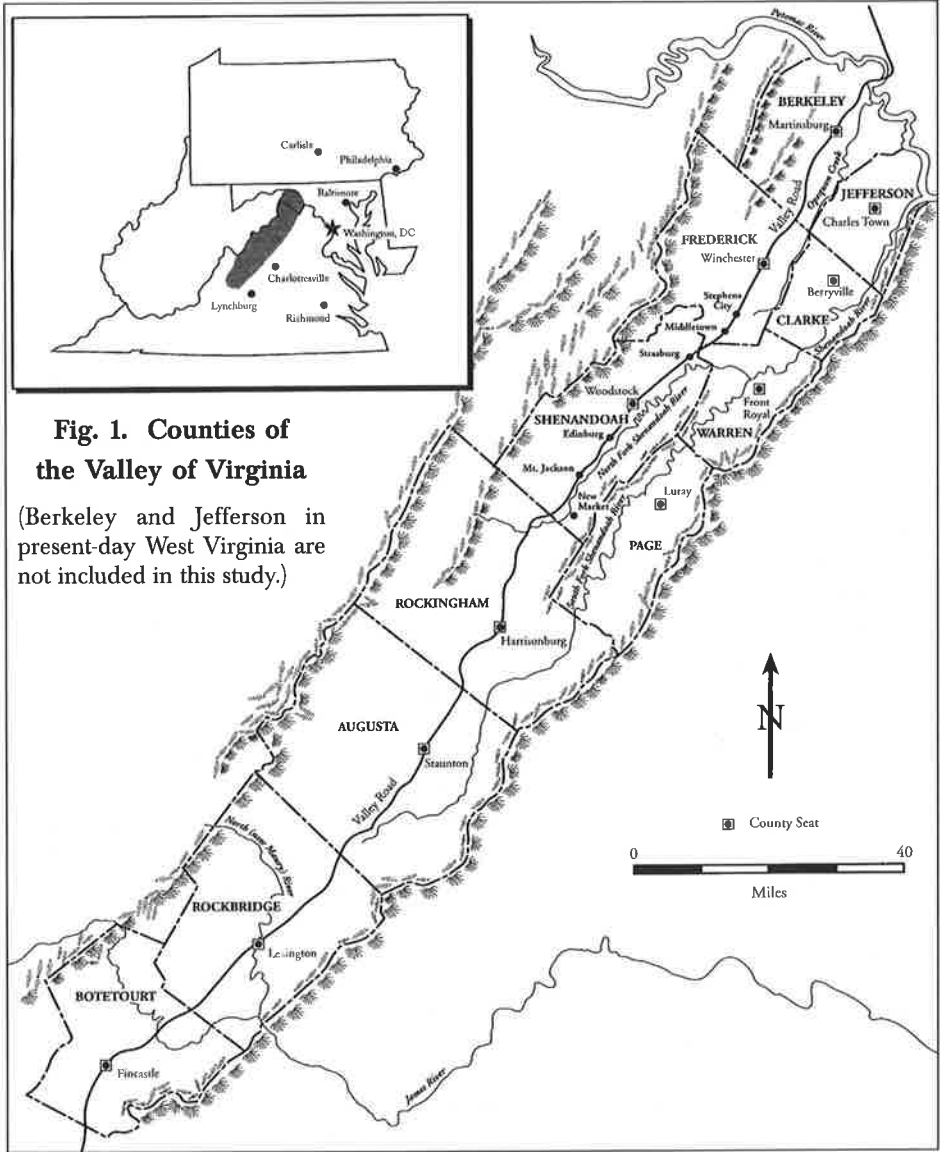 Carlisle
Philadelphia
Baltimore
Washington, DC
Charlottesville
Lynchburg
Richmond
Fig. 1. Counties of
the Valley of Virginia
(Berkeley and Jefferson in
present-day West Virginia are
not included in this study.)
Potomac River
BERKELEY
Martinsburg
Opequon Creek
JEFFERSON
Charles Town
Valley Road
FREDERICK
Winchester
Berryville
Stephens
City
CLARKE
Shenandoah River
Middletown
Strasburg
Woodstock
Front
Royal
SHENANDOAH
WARREN
Edinburg
North Fork Shenandoah River
Mt. Jackson
Luray
New
Market
PAGE
South Fork Shenandoah River
ROCKINGHAM
Harrisonburg
AUGUSTA
Staunton
N
Valley Road
County Seat
North (now Maury) River
0
40
Miles
ROCKBRIDGE
Lexington
BOTETOURT
Fincastle
James River